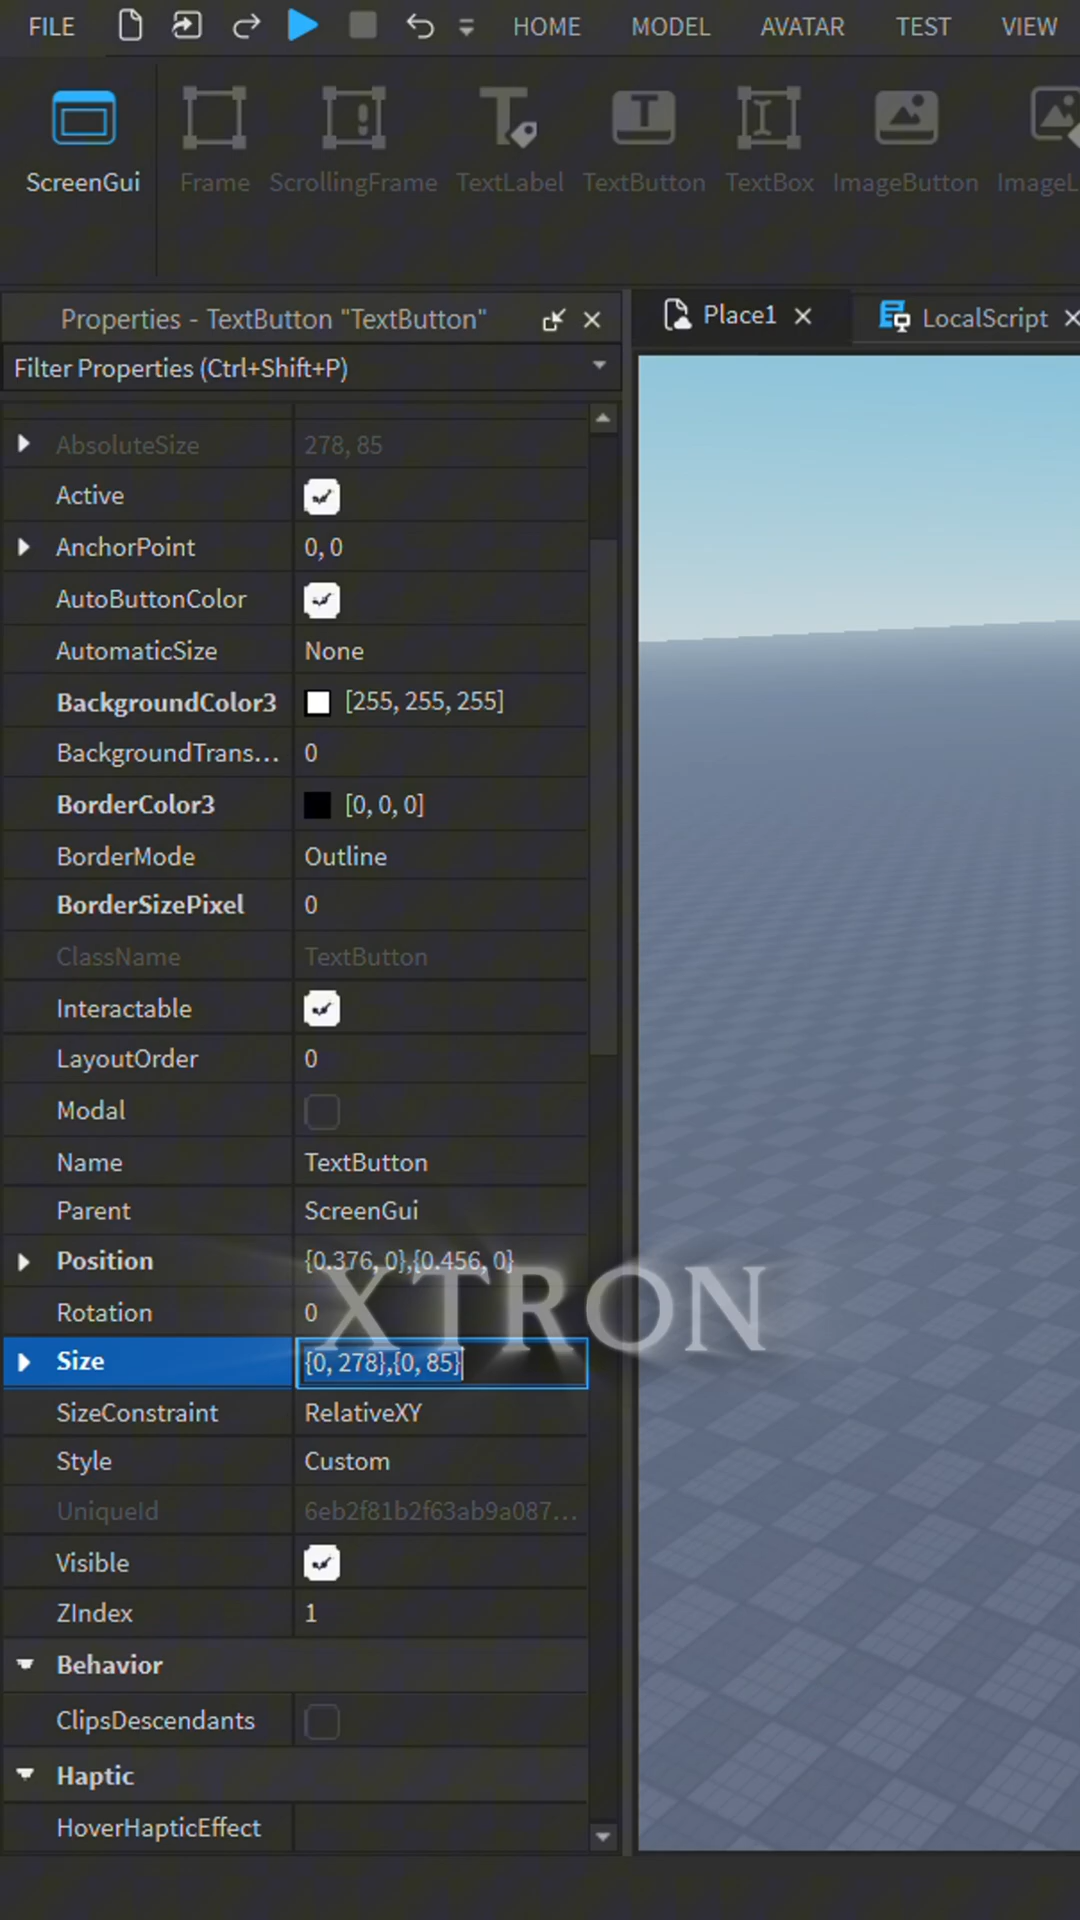 FILE
HOME
MODEL
AVATAR
TEST
VIEW
ScreenGui
Frame
ScrollingFrame
TextLabel
TextButton
TextBox
ImageButton
ImageL
Properties - TextButton "TextButton"
Place1
LocalScript
Filter Properties (Ctrl+Shift+P)
AbsoluteSize 278, 85
Active
AnchorPoint 0, 0
AutoButtonColor
AutomaticSize None
BackgroundColor3 [255, 255, 255]
BackgroundTrans... 0
BorderColor3 [0, 0, 0]
BorderMode Outline
BorderSizePixel 0
ClassName TextButton
Interactable
LayoutOrder 0
Modal
Name TextButton
Parent ScreenGui
Position {0.376, 0},{0.456, 0}
XTRON
Rotation 0
Size {0, 278},{0, 85}
SizeConstraint RelativeXY
Style Custom
UniqueId 6eb2f81b2f63ab9a087...
Visible
ZIndex 1
Behavior
ClipsDescendants
Haptic
HoverHapticEffect